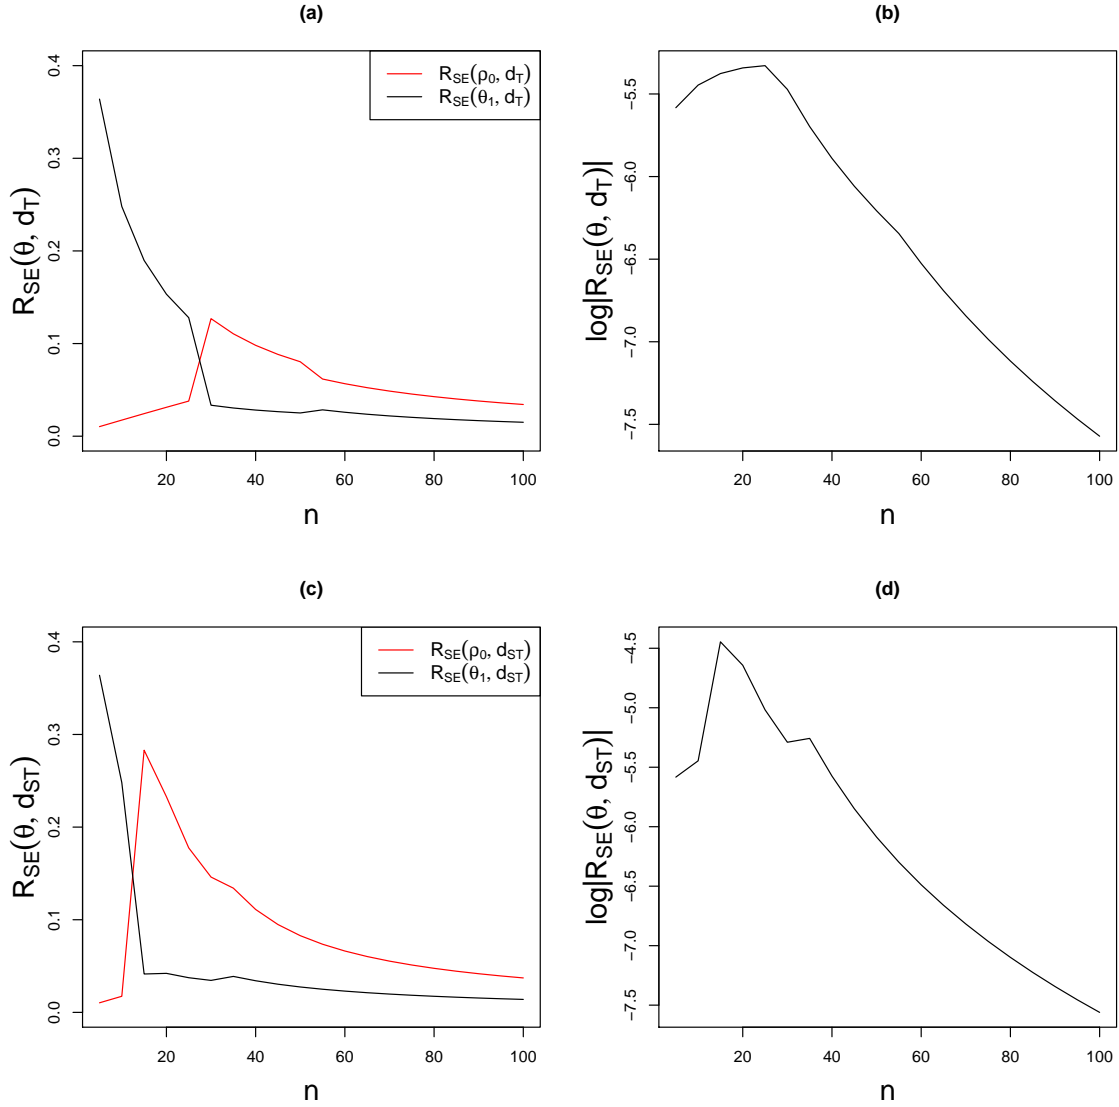 (a)
R_SE(ρ₀, d_T)
R_SE(θ₁, d_T)
R_SE(θ, d_T)
0.0 0.1 0.2 0.3 0.4
20 40 60 80 100
n
(b)
log|R_SE(θ, d_T)|
−7.5 −7.0 −6.5 −6.0 −5.5
20 40 60 80 100
n
(c)
R_SE(ρ₀, d_ST)
R_SE(θ₁, d_ST)
R_SE(θ, d_ST)
0.0 0.1 0.2 0.3 0.4
20 40 60 80 100
n
(d)
log|R_SE(θ, d_ST)|
−7.5 −7.0 −6.5 −6.0 −5.5 −5.0 −4.5
20 40 60 80 100
n